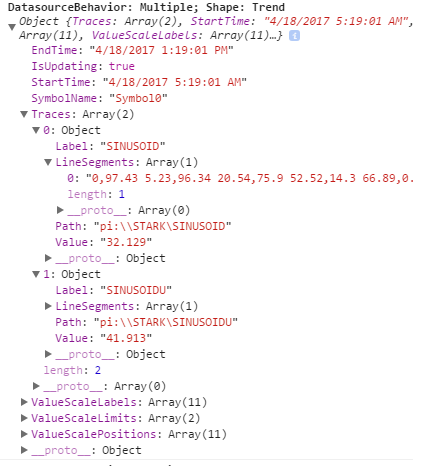 DatasourceBehavior: Multiple; Shape: Trend
Object {Traces: Array(2), StartTime: "4/18/2017 5:19:01 AM",
Array(11), ValueScaleLabels: Array(11)…} i
EndTime: "4/18/2017 1:19:01 PM"
IsUpdating: true
StartTime: "4/18/2017 5:19:01 AM"
SymbolName: "Symbol0"
Traces: Array(2)
0: Object
Label: "SINUSOID"
LineSegments: Array(1)
0: "0,97.43 5.23,96.34 20.54,75.9 52.52,14.3 66.89,0.
length: 1
__proto__: Array(0)
Path: "pi:\\STARK\SINUSOID"
Value: "32.129"
__proto__: Object
1: Object
Label: "SINUSOIDU"
LineSegments: Array(1)
Path: "pi:\\STARK\SINUSOIDU"
Value: "41.913"
__proto__: Object
length: 2
__proto__: Array(0)
ValueScaleLabels: Array(11)
ValueScaleLimits: Array(2)
ValueScalePositions: Array(11)
__proto__: Object